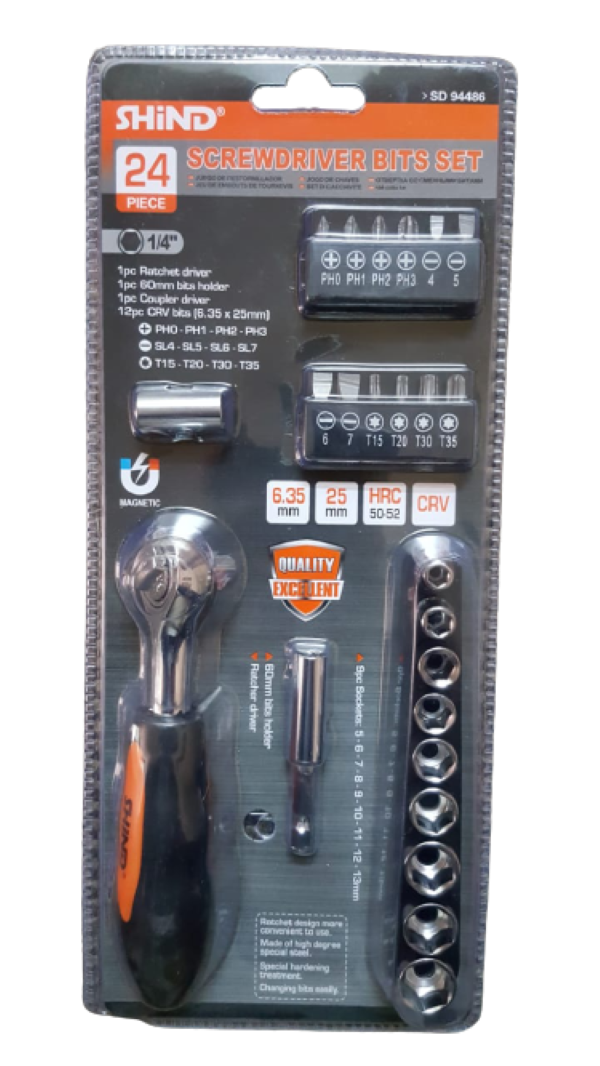 > SD 94486
SHIND®
24
PIECE
SCREWDRIVER BITS SET
1/4"
1pc Ratchet driver
1pc 60mm bits holder
1pc Coupler driver
12pc CRV bits (6.35 x 25mm)
PH0 - PH1 - PH2 - PH3
SL4 - SL5 - SL6 - SL7
T15 - T20 - T30 - T35
PH0 PH1 PH2 PH3 4 5
6 7 T15 T20 T30 T35
MAGNETIC
6,35
mm
25
mm
HRC
50-52
CRV
QUALITY
EXCELLENT
9pc Sockets: 5 - 6 - 7 - 8 - 9 - 10 - 11 - 12 - 13mm
60mm bits holder
Ratcher driver
SHIND
Ratchet design more
convenient to use.
Made of high degree
special steel.
Special hardening
treatment.
Changing bits easily.